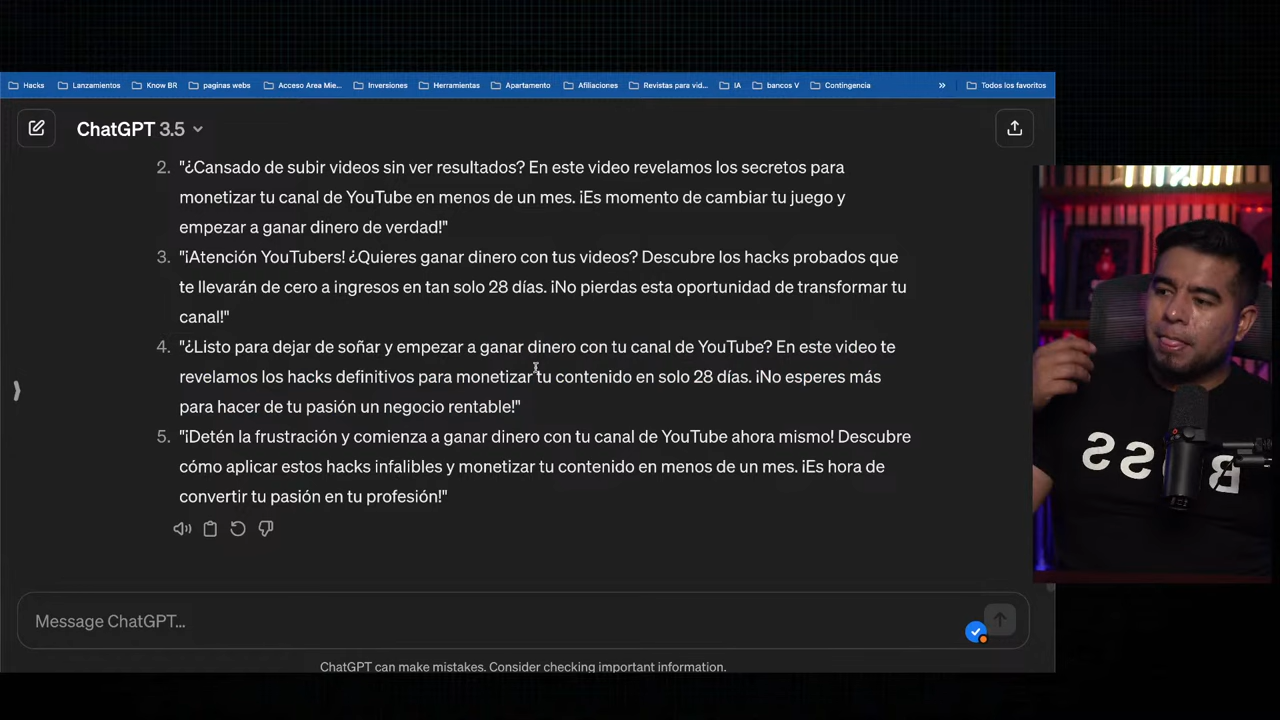 Hacks Lanzamientos Know BR paginas webs Acceso Area Mie... Inversiones Herramientas Apartamento Afiliaciones Revistas para vid... IA bancos V Contingencia » Todos los favoritos
ChatGPT 3.5
2. "¿Cansado de subir videos sin ver resultados? En este video revelamos los secretos para
monetizar tu canal de YouTube en menos de un mes. ¡Es momento de cambiar tu juego y
empezar a ganar dinero de verdad!"
3. "¡Atención YouTubers! ¿Quieres ganar dinero con tus videos? Descubre los hacks probados que
te llevarán de cero a ingresos en tan solo 28 días. ¡No pierdas esta oportunidad de transformar tu
canal!"
4. "¿Listo para dejar de soñar y empezar a ganar dinero con tu canal de YouTube? En este video te
revelamos los hacks definitivos para monetizar tu contenido en solo 28 días. ¡No esperes más
para hacer de tu pasión un negocio rentable!"
5. "¡Detén la frustración y comienza a ganar dinero con tu canal de YouTube ahora mismo! Descubre
cómo aplicar estos hacks infalibles y monetizar tu contenido en menos de un mes. ¡Es hora de
convertir tu pasión en tu profesión!"
BOSS
Message ChatGPT...
ChatGPT can make mistakes. Consider checking important information.